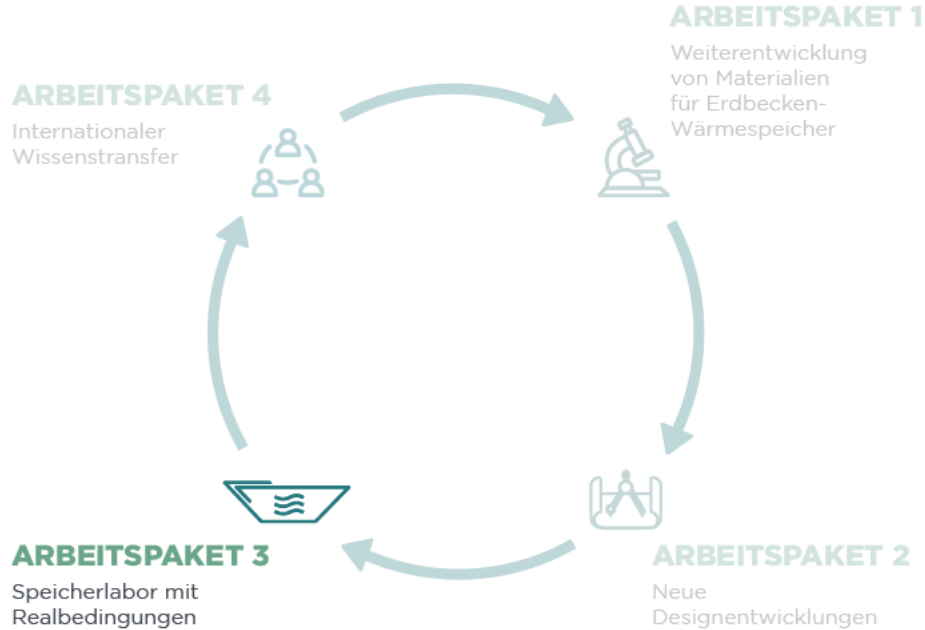 ARBEITSPAKET 1
Weiterentwicklung
von Materialien
für Erdbecken-
Wärmespeicher
ARBEITSPAKET 2
Neue
Designentwicklungen
ARBEITSPAKET 3
Speicherlabor mit
Realbedingungen
ARBEITSPAKET 4
Internationaler
Wissenstransfer